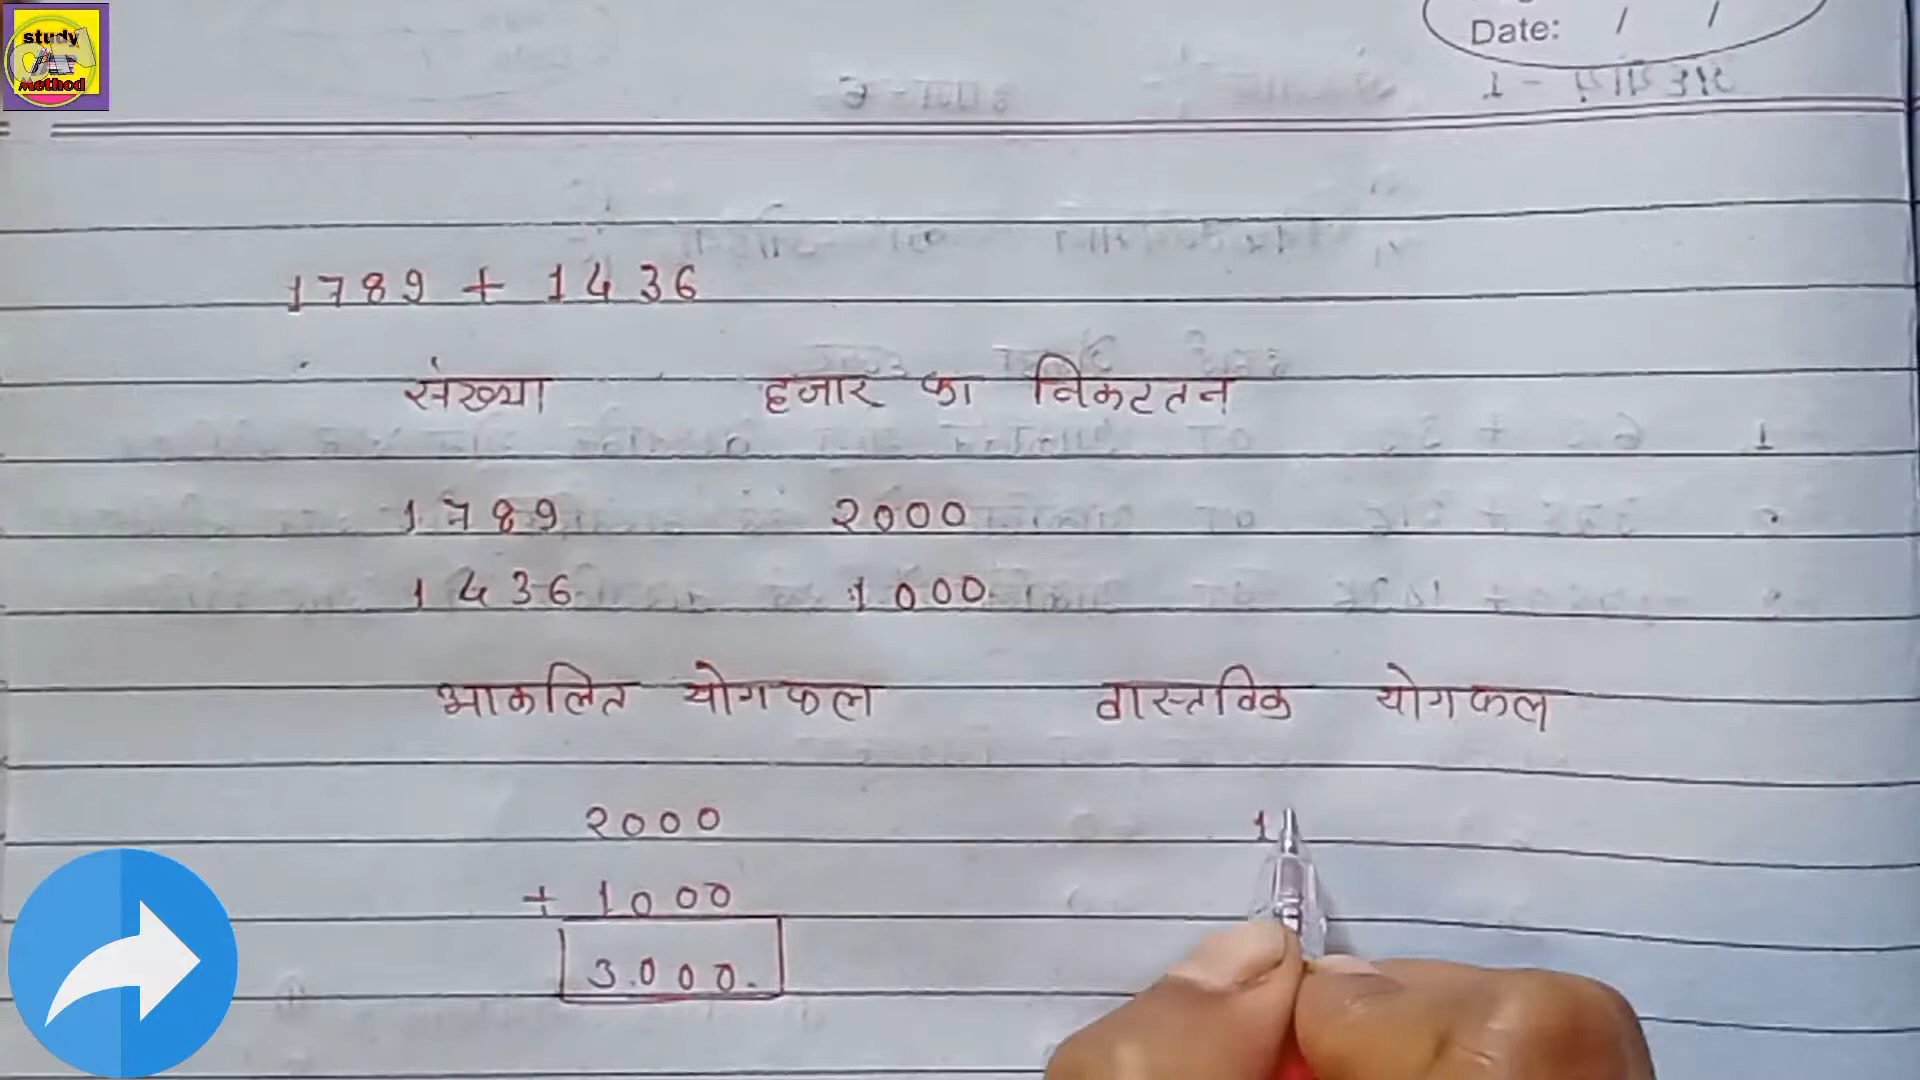 study
Method
Date: / /
1789 + 1436
संख्या हजार का निकटतन
1789 2000
1436 1000
आकलित योगफल वास्तविक योगफल
2000 1
+ 1000
3000